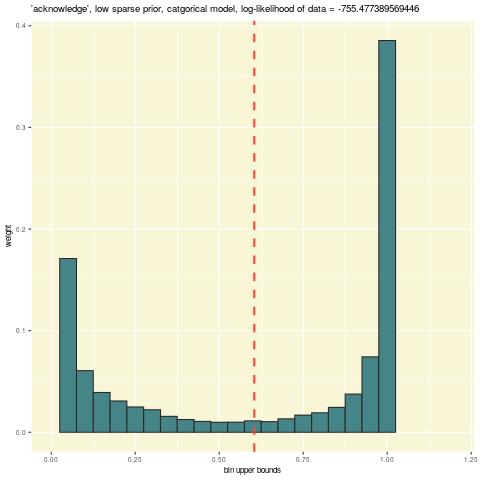 'acknowledge', low sparse prior, catgorical model, log-likelihood of data = -755.477389569446
0.4
0.3
0.2
0.1
0.0
weight
0.00 0.25 0.50 0.75 1.00 1.25
bin upper bounds